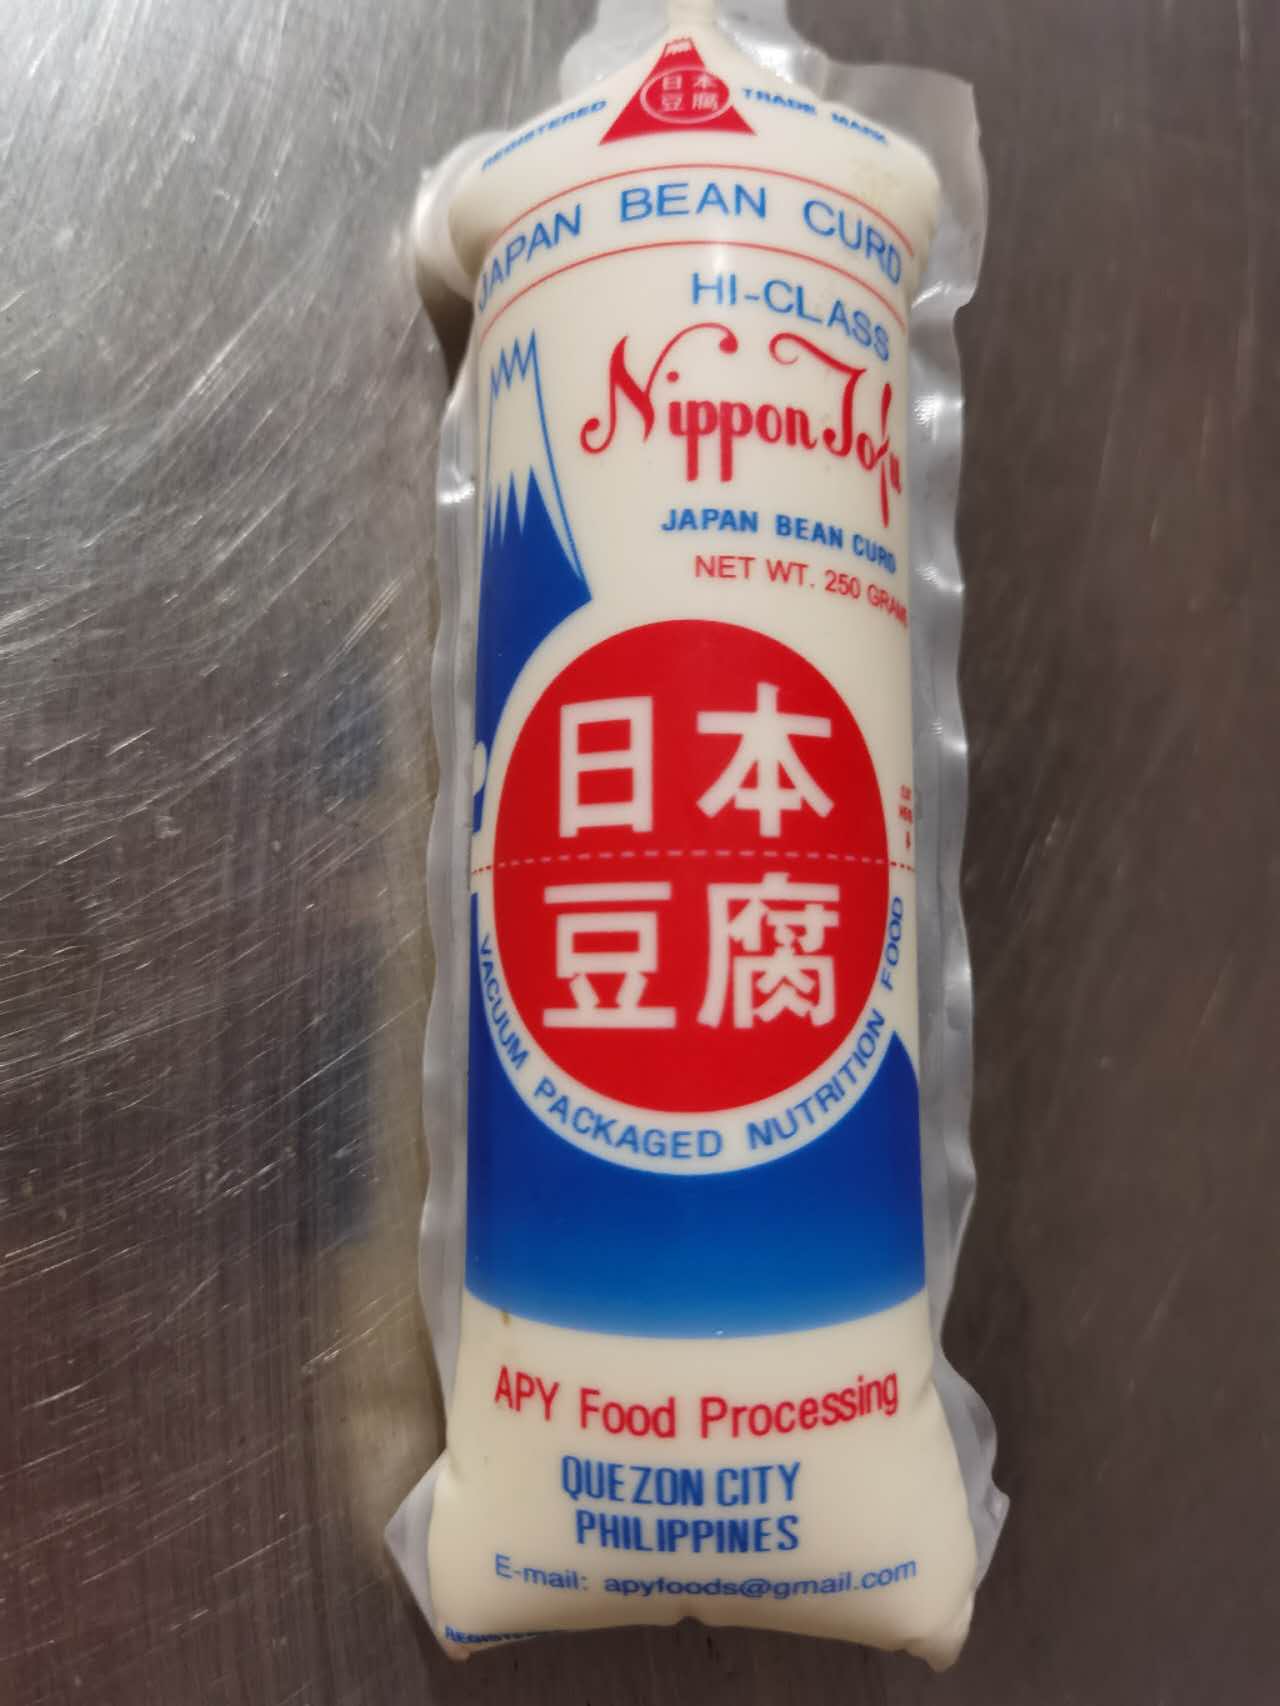 日本
豆腐
REGISTERED TRADE MARK
JAPAN BEAN CURD
HI-CLASS
Nippon Tofu
JAPAN BEAN CURD
NET WT. 250 GRAMS
日本
豆腐
VACUUM PACKAGED NUTRITION FOOD
APY Food Processing
QUEZON CITY
PHILIPPINES
E-mail: apyfoods@gmail.com